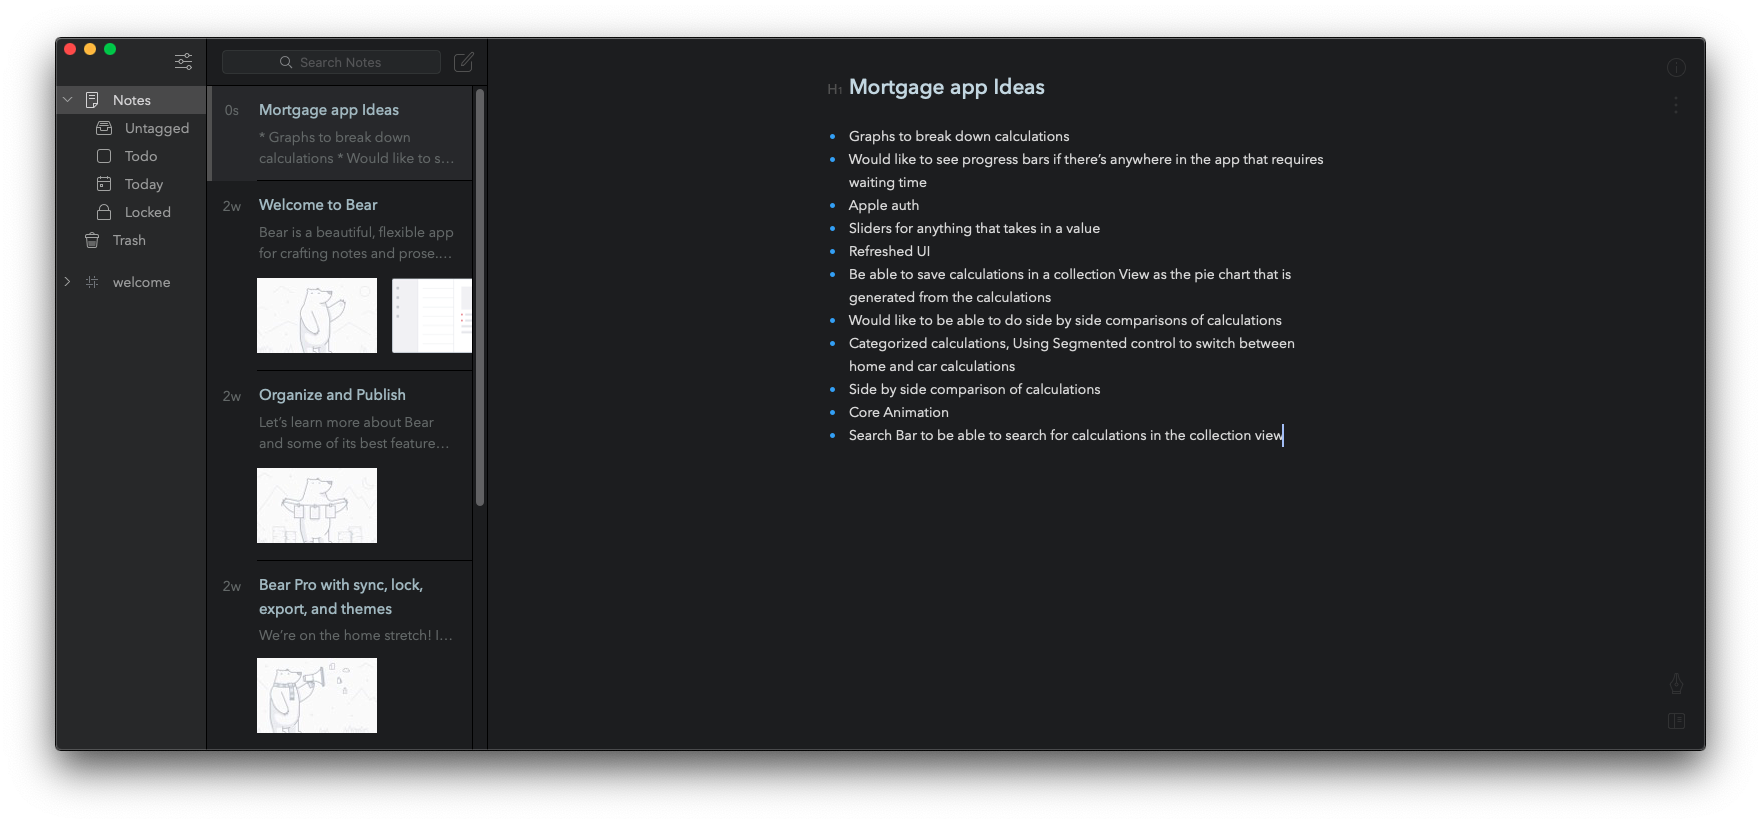 Notes
Untagged
Todo
Today
Locked
Trash
welcome
Search Notes
0s
Mortgage app Ideas
* Graphs to break down
calculations * Would like to s...
2w
Welcome to Bear
Bear is a beautiful, flexible app
for crafting notes and prose....
2w
Organize and Publish
Let’s learn more about Bear
and some of its best feature...
2w
Bear Pro with sync, lock,
export, and themes
We’re on the home stretch! I...
H1 Mortgage app Ideas
• Graphs to break down calculations
• Would like to see progress bars if there’s anywhere in the app that requires
waiting time
• Apple auth
• Sliders for anything that takes in a value
• Refreshed UI
• Be able to save calculations in a collection View as the pie chart that is
generated from the calculations
• Would like to be able to do side by side comparisons of calculations
• Categorized calculations, Using Segmented control to switch between
home and car calculations
• Side by side comparison of calculations
• Core Animation
• Search Bar to be able to search for calculations in the collection view